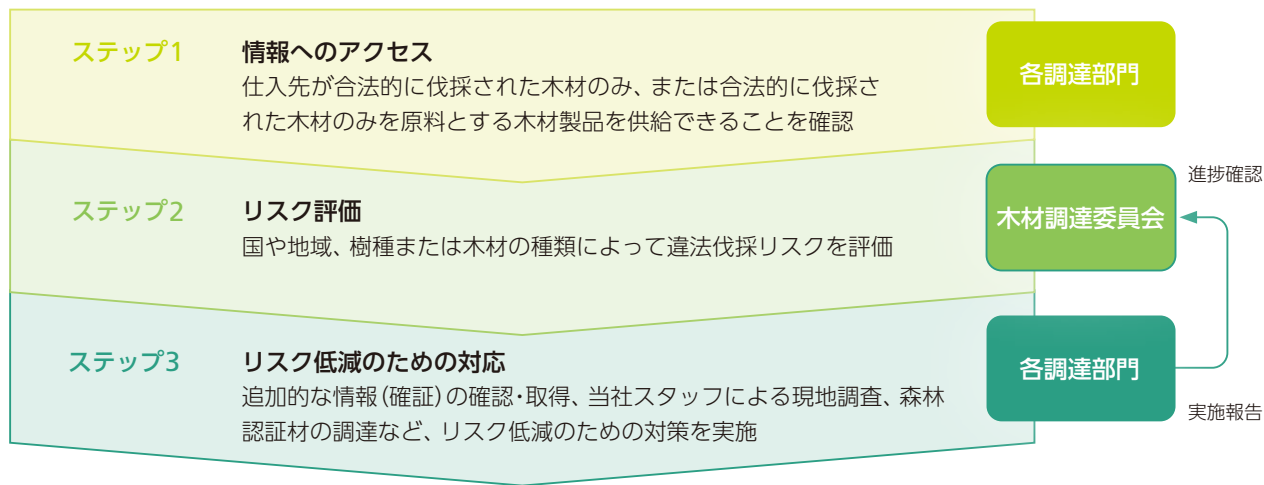 ステップ1
情報へのアクセス
仕入先が合法的に伐採された木材のみ、または合法的に伐採さ
れた木材のみを原料とする木材製品を供給できることを確認
各調達部門
ステップ2
リスク評価
国や地域、樹種または木材の種類によって違法伐採リスクを評価
木材調達委員会
進捗確認
ステップ3
リスク低減のための対応
追加的な情報(確証)の確認・取得、当社スタッフによる現地調査、森林
認証材の調達など、リスク低減のための対策を実施
各調達部門
実施報告